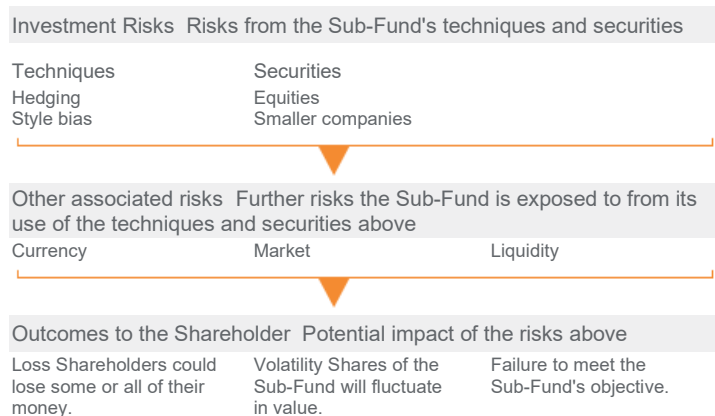 Investment Risks Risks from the Sub-Fund's techniques and securities
Techniques
Hedging
Style bias
Securities
Equities
Smaller companies
Other associated risks Further risks the Sub-Fund is exposed to from its
use of the techniques and securities above
Currency
Market
Liquidity
Outcomes to the Shareholder Potential impact of the risks above
Loss Shareholders could
lose some or all of their
money.
Volatility Shares of the
Sub-Fund will fluctuate
in value.
Failure to meet the
Sub-Fund's objective.